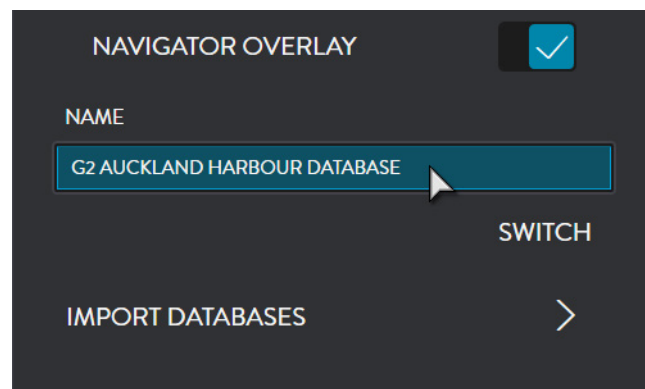 NAVIGATOR OVERLAY
NAME
G2 AUCKLAND HARBOUR DATABASE
SWITCH
IMPORT DATABASES